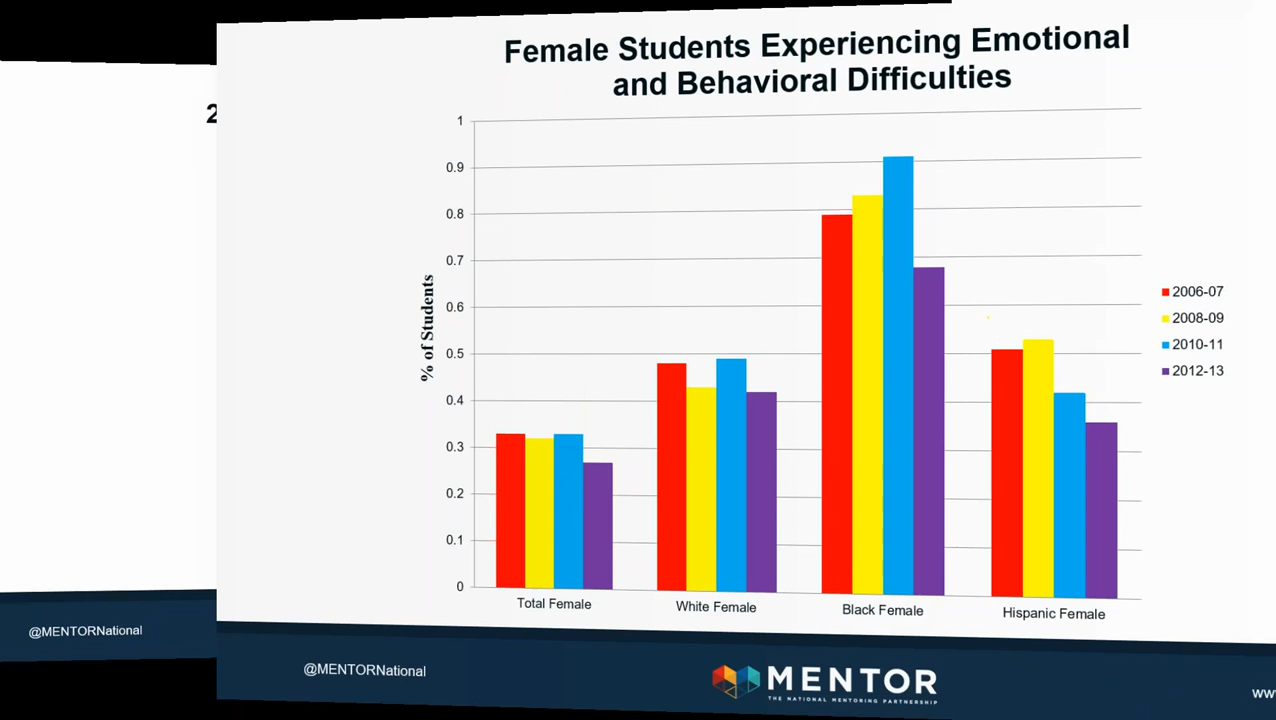 Female Students Experiencing Emotional
and Behavioral Difficulties
2
1
0.9
0.8
0.7
0.6
0.5
0.4
0.3
0.2
0.1
0
% of Students
2006-07
2008-09
2010-11
2012-13
Total Female
White Female
Black Female
Hispanic Female
@MENTORNational
@MENTORNational
MENTOR
THE NATIONAL MENTORING PARTNERSHIP
www